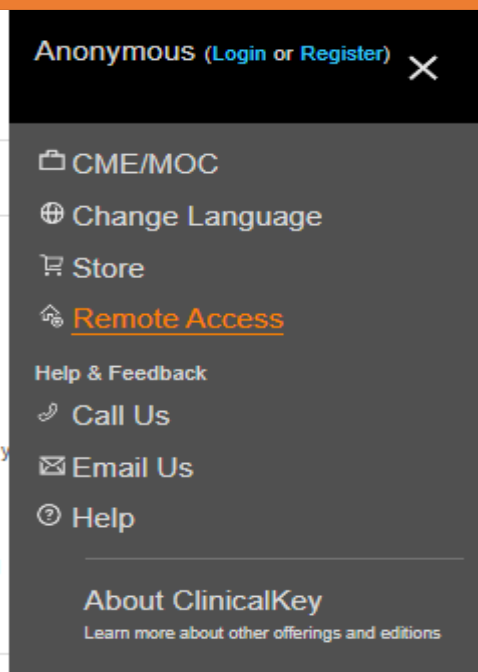 Anonymous (Login or Register)
CME/MOC
Change Language
Store
Remote Access
Help & Feedback
Call Us
y
Email Us
Help
About ClinicalKey
Learn more about other offerings and editions